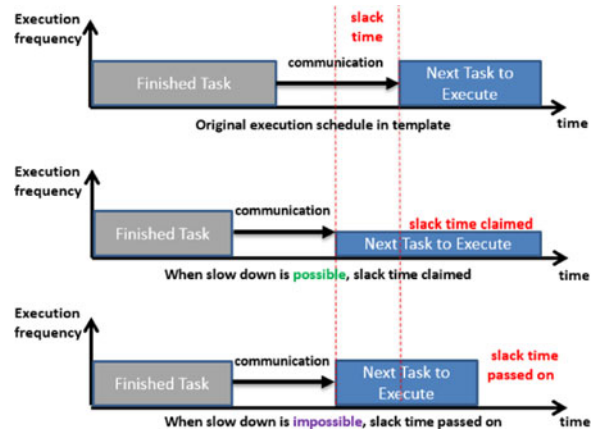 Execution
frequency
slack
time
communication
Finished Task
Next Task to
Execute
Original execution schedule in template
time
Execution
frequency
communication
slack time claimed
Finished Task
Next Task to Execute
When slow down is possible, slack time claimed
time
Execution
frequency
communication
Finished Task
Next Task to
Execute
slack time
passed on
When slow down is impossible, slack time passed on
time